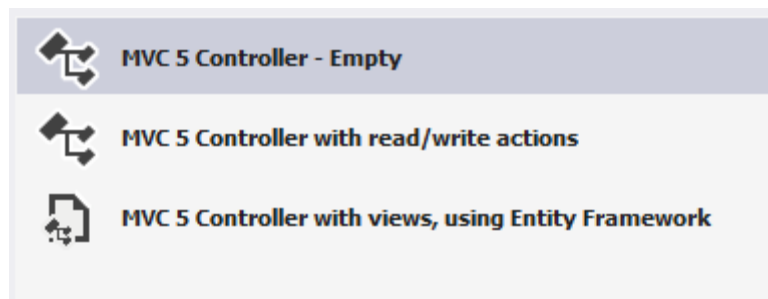 MVC 5 Controller - Empty
MVC 5 Controller with read/write actions
MVC 5 Controller with views, using Entity Framework